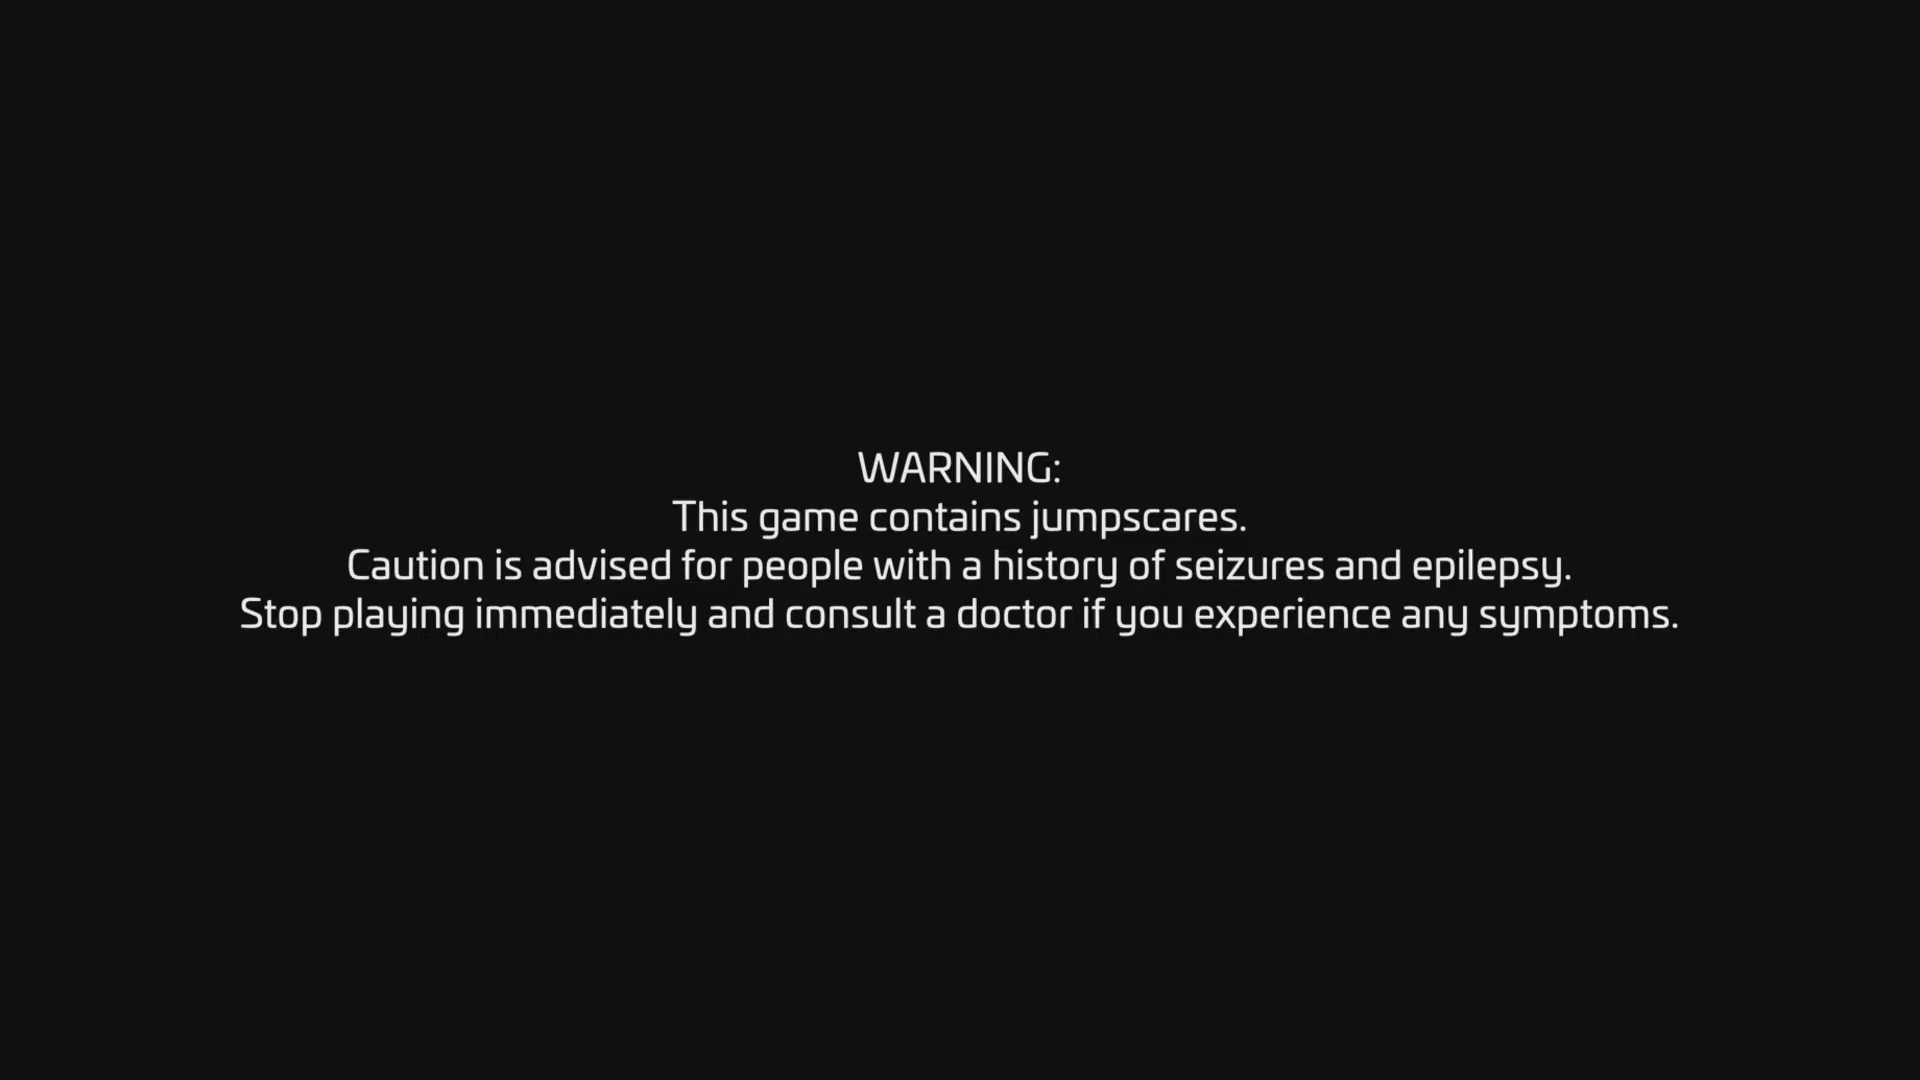 WARNING:
This game contains jumpscares.
Caution is advised for people with a history of seizures and epilepsy.
Stop playing immediately and consult a doctor if you experience any symptoms.